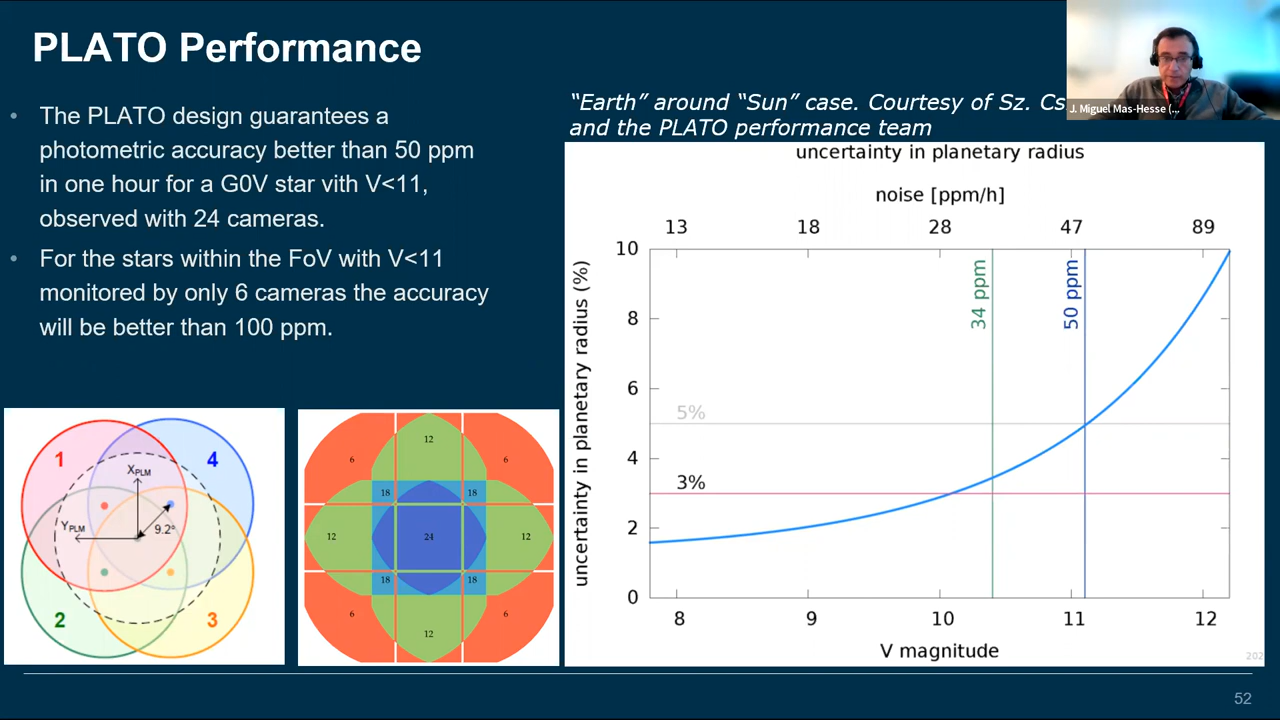 PLATO Performance
• The PLATO design guarantees a
photometric accuracy better than 50 ppm
in one hour for a G0V star vith V<11,
observed with 24 cameras.
• For the stars within the FoV with V<11
monitored by only 6 cameras the accuracy
will be better than 100 ppm.
"Earth" around "Sun" case. Courtesy of Sz. Cs
and the PLATO performance team
J. Miguel Mas-Hesse (...
uncertainty in planetary radius
noise [ppm/h]
13 18 28 47 89
uncertainty in planetary radius (%)
10
8
6
4
2
0
5%
3%
34 ppm
50 ppm
8 9 10 11 12
V magnitude
202
1 4
XPLM
YPLM
9.2°
2 3
12
6 6
18 18
12 24 12
18 18
6 6
12
52